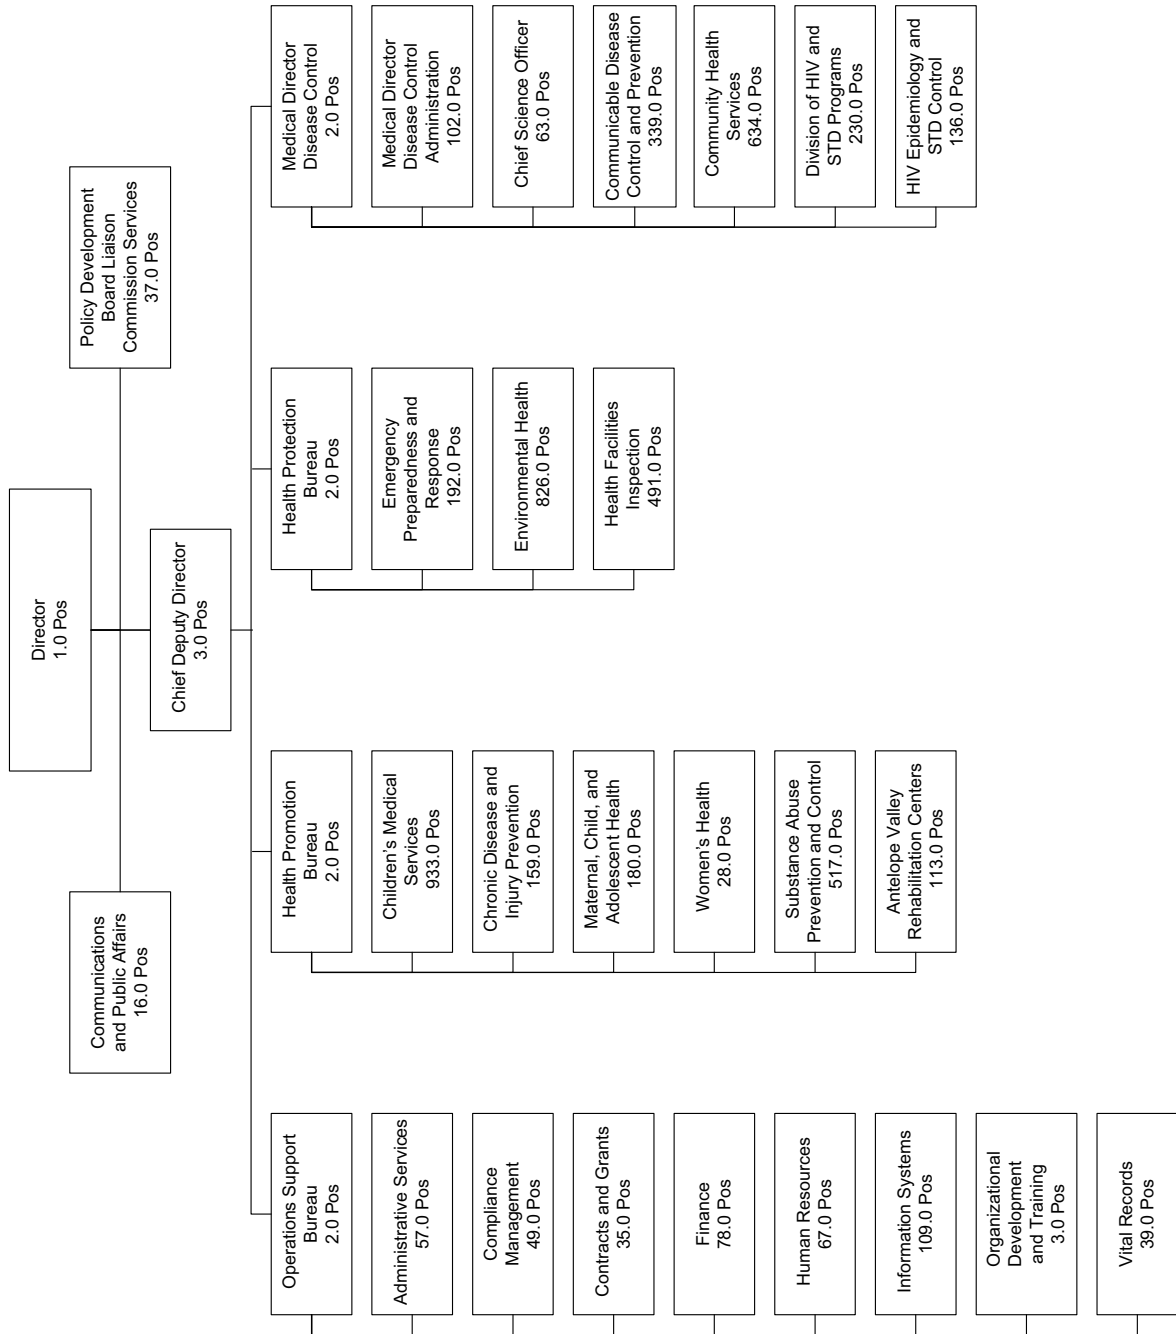 Director
1.0 Pos
Communications
and Public Affairs
16.0 Pos
Policy Development
Board Liaison
Commission Services
37.0 Pos
Chief Deputy Director
3.0 Pos
Operations Support
Bureau
2.0 Pos
Administrative Services
57.0 Pos
Compliance
Management
49.0 Pos
Contracts and Grants
35.0 Pos
Finance
78.0 Pos
Human Resources
67.0 Pos
Information Systems
109.0 Pos
Organizational
Development
and Training
3.0 Pos
Vital Records
39.0 Pos
Health Promotion
Bureau
2.0 Pos
Children's Medical
Services
933.0 Pos
Chronic Disease and
Injury Prevention
159.0 Pos
Maternal, Child, and
Adolescent Health
180.0 Pos
Women's Health
28.0 Pos
Substance Abuse
Prevention and Control
517.0 Pos
Antelope Valley
Rehabilitation Centers
113.0 Pos
Health Protection
Bureau
2.0 Pos
Emergency
Preparedness and
Response
192.0 Pos
Environmental Health
826.0 Pos
Health Facilities
Inspection
491.0 Pos
Medical Director
Disease Control
2.0 Pos
Medical Director
Disease Control
Administration
102.0 Pos
Chief Science Officer
63.0 Pos
Communicable Disease
Control and Prevention
339.0 Pos
Community Health
Services
634.0 Pos
Division of HIV and
STD Programs
230.0 Pos
HIV Epidemiology and
STD Control
136.0 Pos